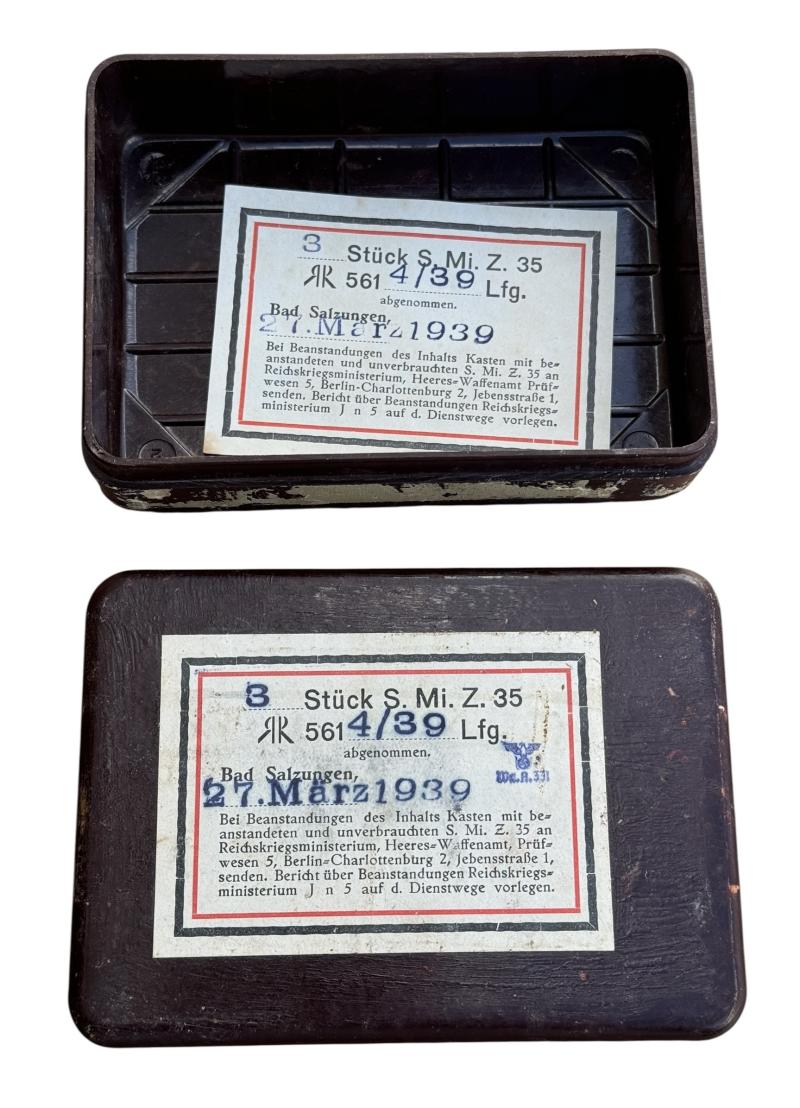 3 Stück S. Mi. Z. 35
RR 561 4/39 Lfg.
abgenommen.
Bad Salzungen,
27. März 1939
Bei Beanstandungen des Inhalts Kasten mit be=
anstandeten und unverbrauchten S. Mi. Z. 35 an
Reichskriegsministerium, Heeres=Waffenamt Prüf=
wesen 5, Berlin=Charlottenburg 2, Jebensstraße 1,
senden. Bericht über Beanstandungen Reichskriegs=
ministerium J n 5 auf d. Dienstwege vorlegen.
3 Stück S. Mi. Z. 35
RR 561 4/39 Lfg.
abgenommen.
Wa.A.331
Bad Salzungen,
27. März 1939
Bei Beanstandungen des Inhalts Kasten mit be=
anstandeten und unverbrauchten S. Mi. Z. 35 an
Reichskriegsministerium, Heeres=Waffenamt, Prüf=
wesen 5, Berlin=Charlottenburg 2, Jebensstraße 1,
senden. Bericht über Beanstandungen Reichskriegs=
ministerium J n 5 auf d. Dienstwege vorlegen.